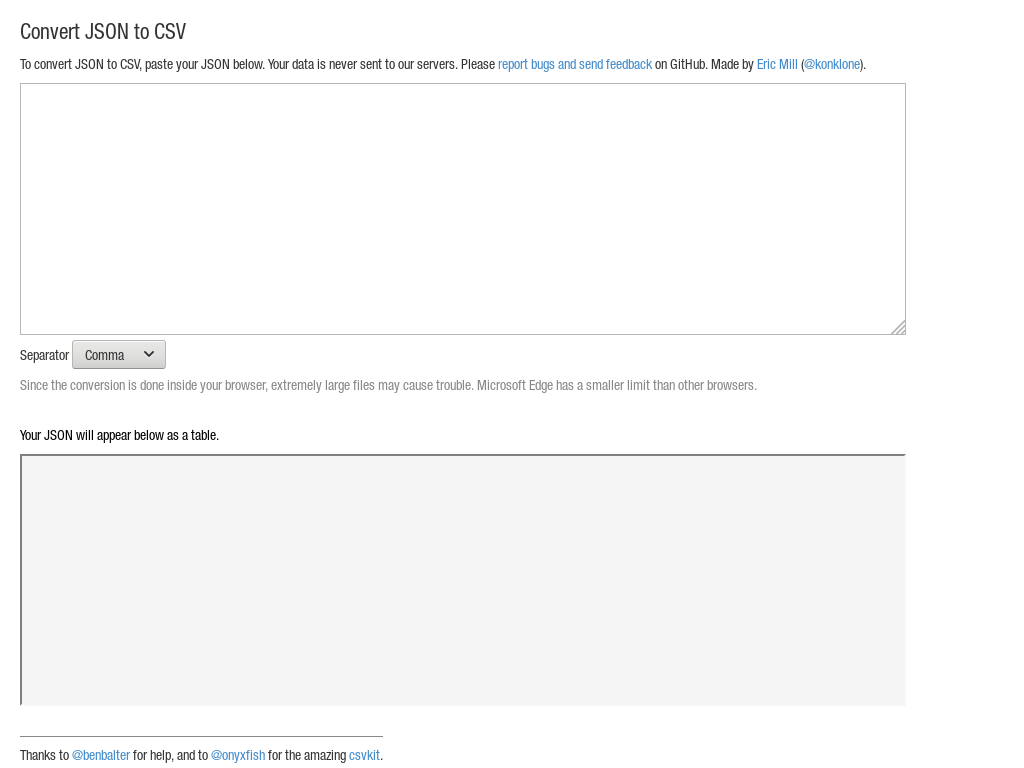 Convert JSON to CSV
To convert JSON to CSV, paste your JSON below. Your data is never sent to our servers. Please report bugs and send feedback on GitHub. Made by Eric Mill (@konklone).
Separator Comma
Since the conversion is done inside your browser, extremely large files may cause trouble. Microsoft Edge has a smaller limit than other browsers.
Your JSON will appear below as a table.
Thanks to @benbalter for help, and to @onyxfish for the amazing csvkit.